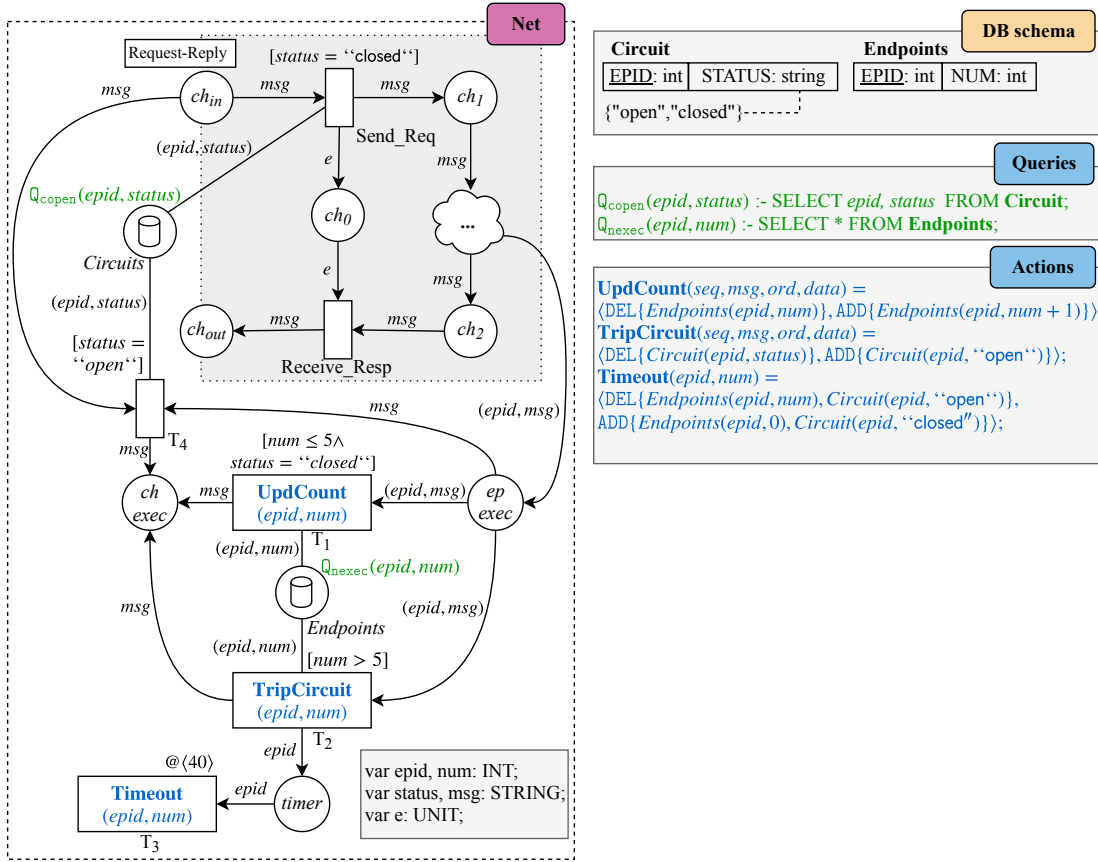 Net
Request-Reply
[status = ‘‘closed‘‘]
msg
ch_in
msg
msg
ch_1
Send_Req
(epid, status)
e
msg
Q_copen(epid, status)
ch_0
...
Circuits
e
msg
(epid, status)
ch_out
msg
msg
ch_2
[status =
‘‘open‘‘]
Receive_Resp
msg
(epid, msg)
T_4
msg
[num ≤ 5∧
status = ‘‘closed‘‘]
ch
exec
msg
UpdCount
(epid, num)
(epid, msg)
ep
exec
T_1
(epid, num)
Q_nexec(epid, num)
msg
Endpoints
(epid, msg)
(epid, num)
[num > 5]
TripCircuit
(epid, num)
T_2
epid
@⟨40⟩
Timeout
(epid, num)
epid
timer
T_3
var epid, num: INT;
var status, msg: STRING;
var e: UNIT;
DB schema
Circuit
Endpoints
EPID: int
STATUS: string
EPID: int
NUM: int
{"open","closed"}
Queries
Q_copen(epid, status) :- SELECT epid, status FROM Circuit;
Q_nexec(epid, num) :- SELECT * FROM Endpoints;
Actions
UpdCount(seq, msg, ord, data) =
⟨DEL{Endpoints(epid, num)}, ADD{Endpoints(epid, num + 1)}⟩
TripCircuit(seq, msg, ord, data) =
⟨DEL{Circuit(epid, status)}, ADD{Circuit(epid, ‘‘open‘‘)}⟩;
Timeout(epid, num) =
⟨DEL{Endpoints(epid, num), Circuit(epid, ‘‘open‘‘)},
ADD{Endpoints(epid, 0), Circuit(epid, ‘‘closed″)}⟩;